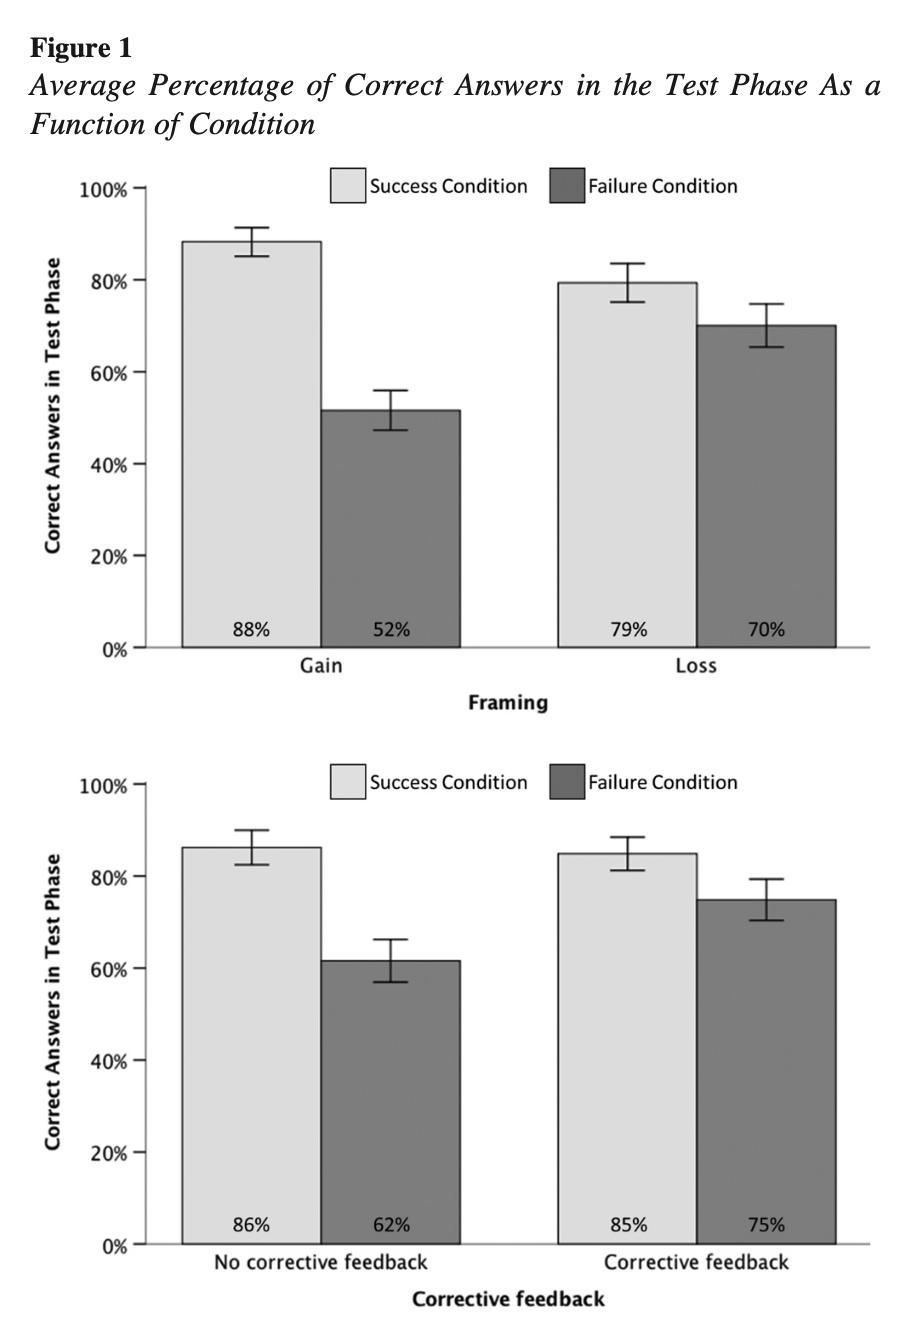 Figure 1
Average Percentage of Correct Answers in the Test Phase As a
Function of Condition
Success Condition Failure Condition
100%
80%
60%
40%
20%
0%
Correct Answers in Test Phase
88% 52% 79% 70%
Gain Loss
Framing
Success Condition Failure Condition
100%
80%
60%
40%
20%
0%
Correct Answers in Test Phase
86% 62% 85% 75%
No corrective feedback Corrective feedback
Corrective feedback